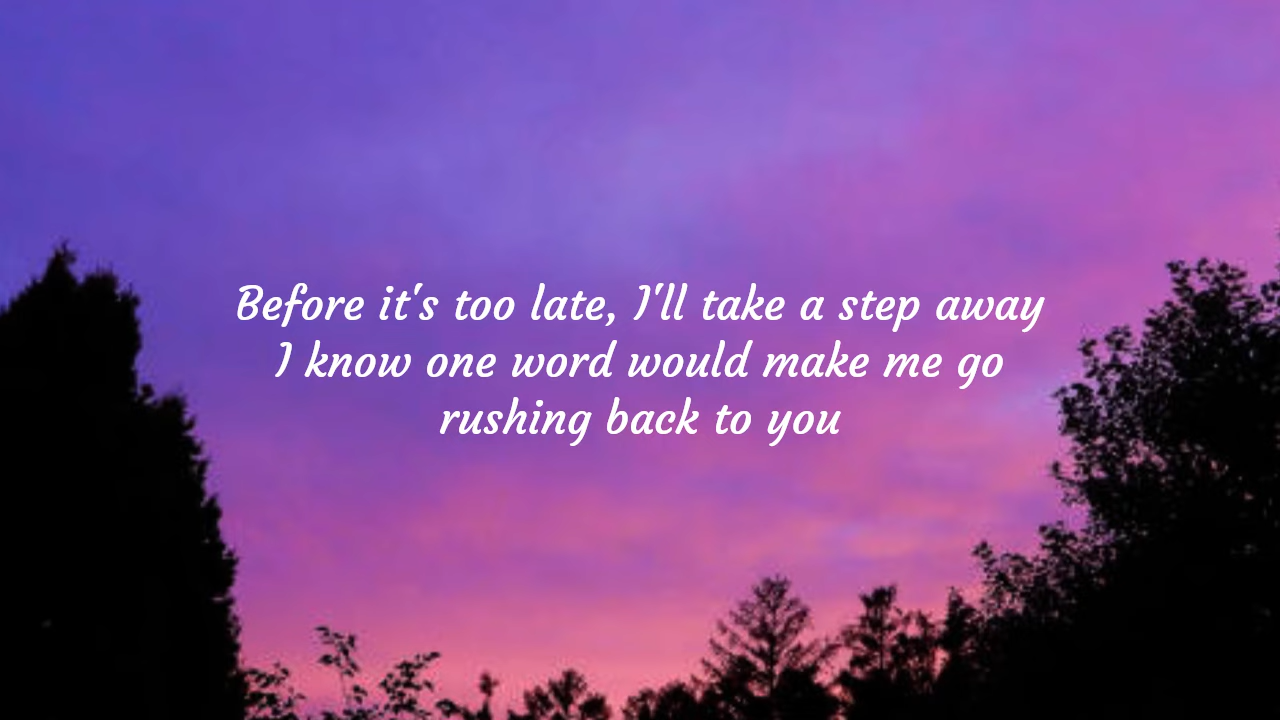 Before it's too late, I'll take a step away
I know one word would make me go
rushing back to you